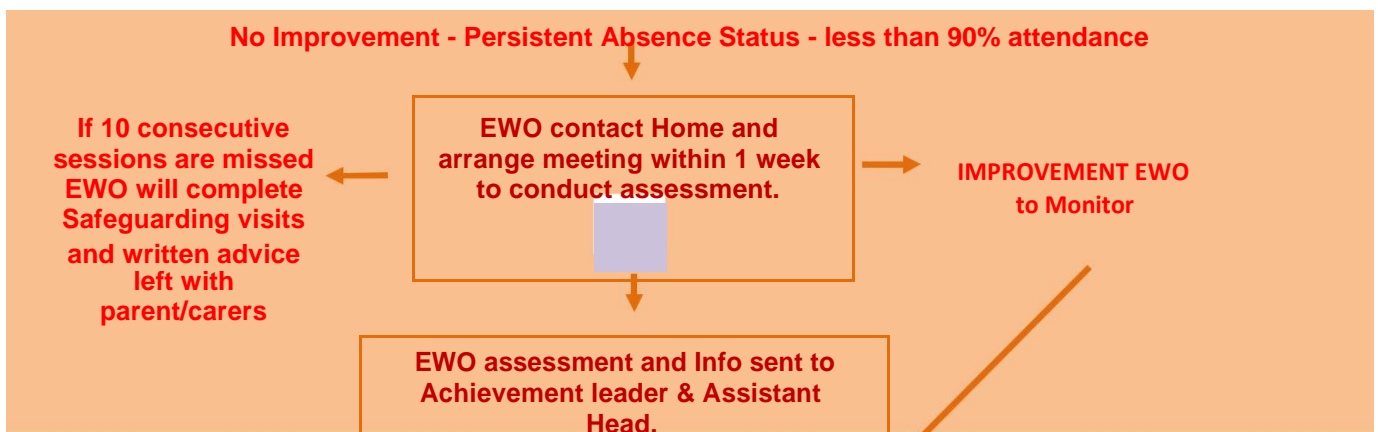 No Improvement - Persistent Absence Status - less than 90% attendance
If 10 consecutive
sessions are missed
EWO will complete
Safeguarding visits
and written advice
left with
parent/carers
EWO contact Home and
arrange meeting within 1 week
to conduct assessment.
IMPROVEMENT EWO
to Monitor
EWO assessment and Info sent to
Achievement leader & Assistant
Head.